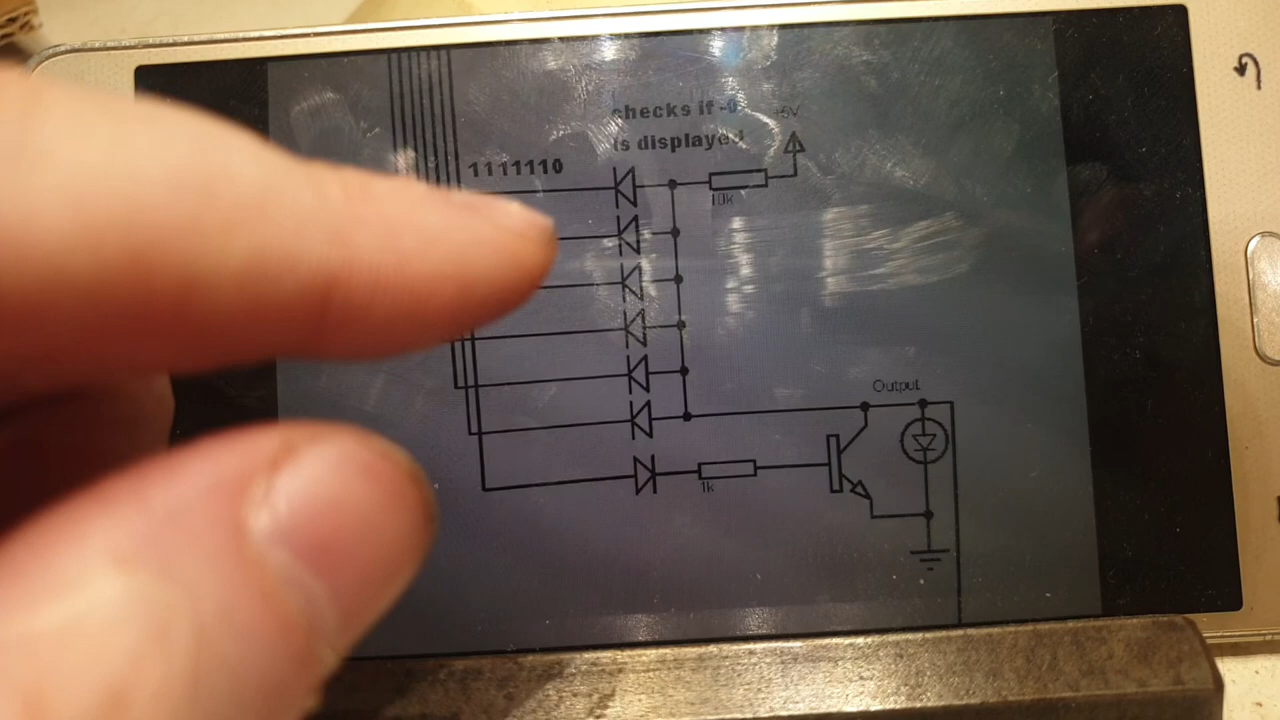 checks if -0
is displayed
+5V
1111110
10k
Output
1k